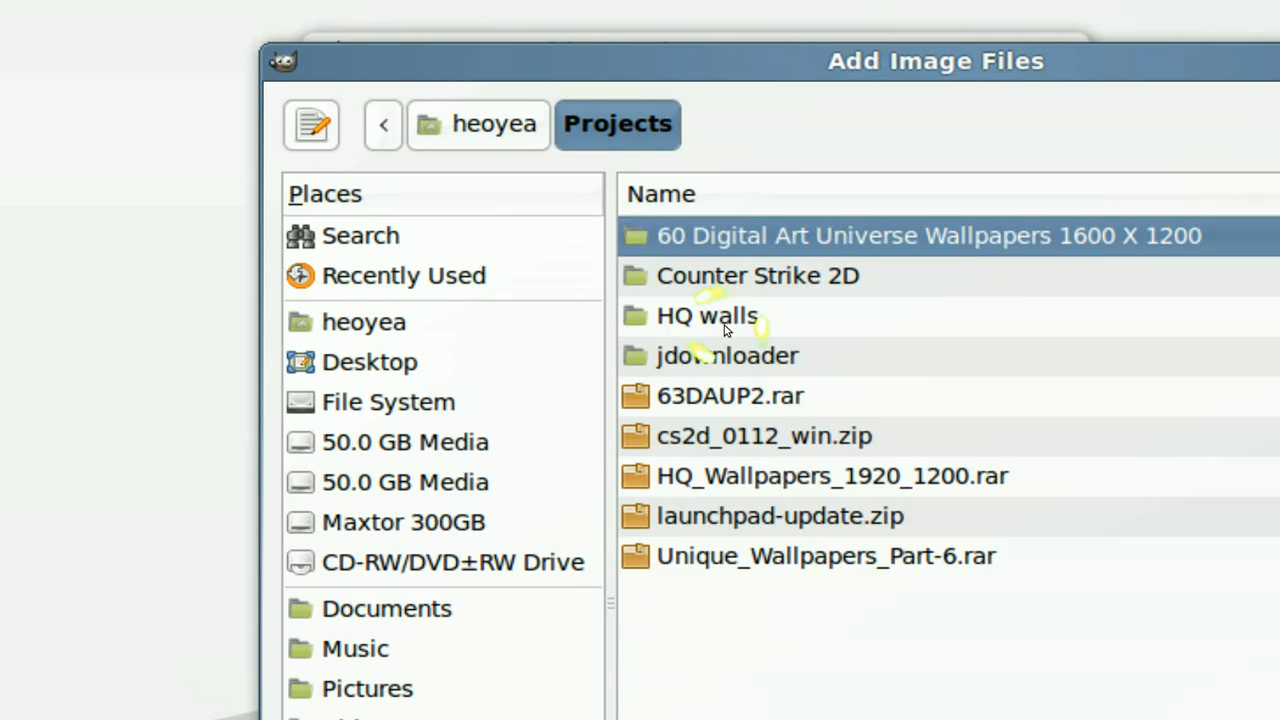 Add Image Files
heoyea
Projects
Places
Name
Search
60 Digital Art Universe Wallpapers 1600 X 1200
Recently Used
Counter Strike 2D
heoyea
HQ walls
Desktop
jdownloader
File System
63DAUP2.rar
50.0 GB Media
cs2d_0112_win.zip
50.0 GB Media
HQ_Wallpapers_1920_1200.rar
Maxtor 300GB
launchpad-update.zip
CD-RW/DVD±RW Drive
Unique_Wallpapers_Part-6.rar
Documents
Music
Pictures